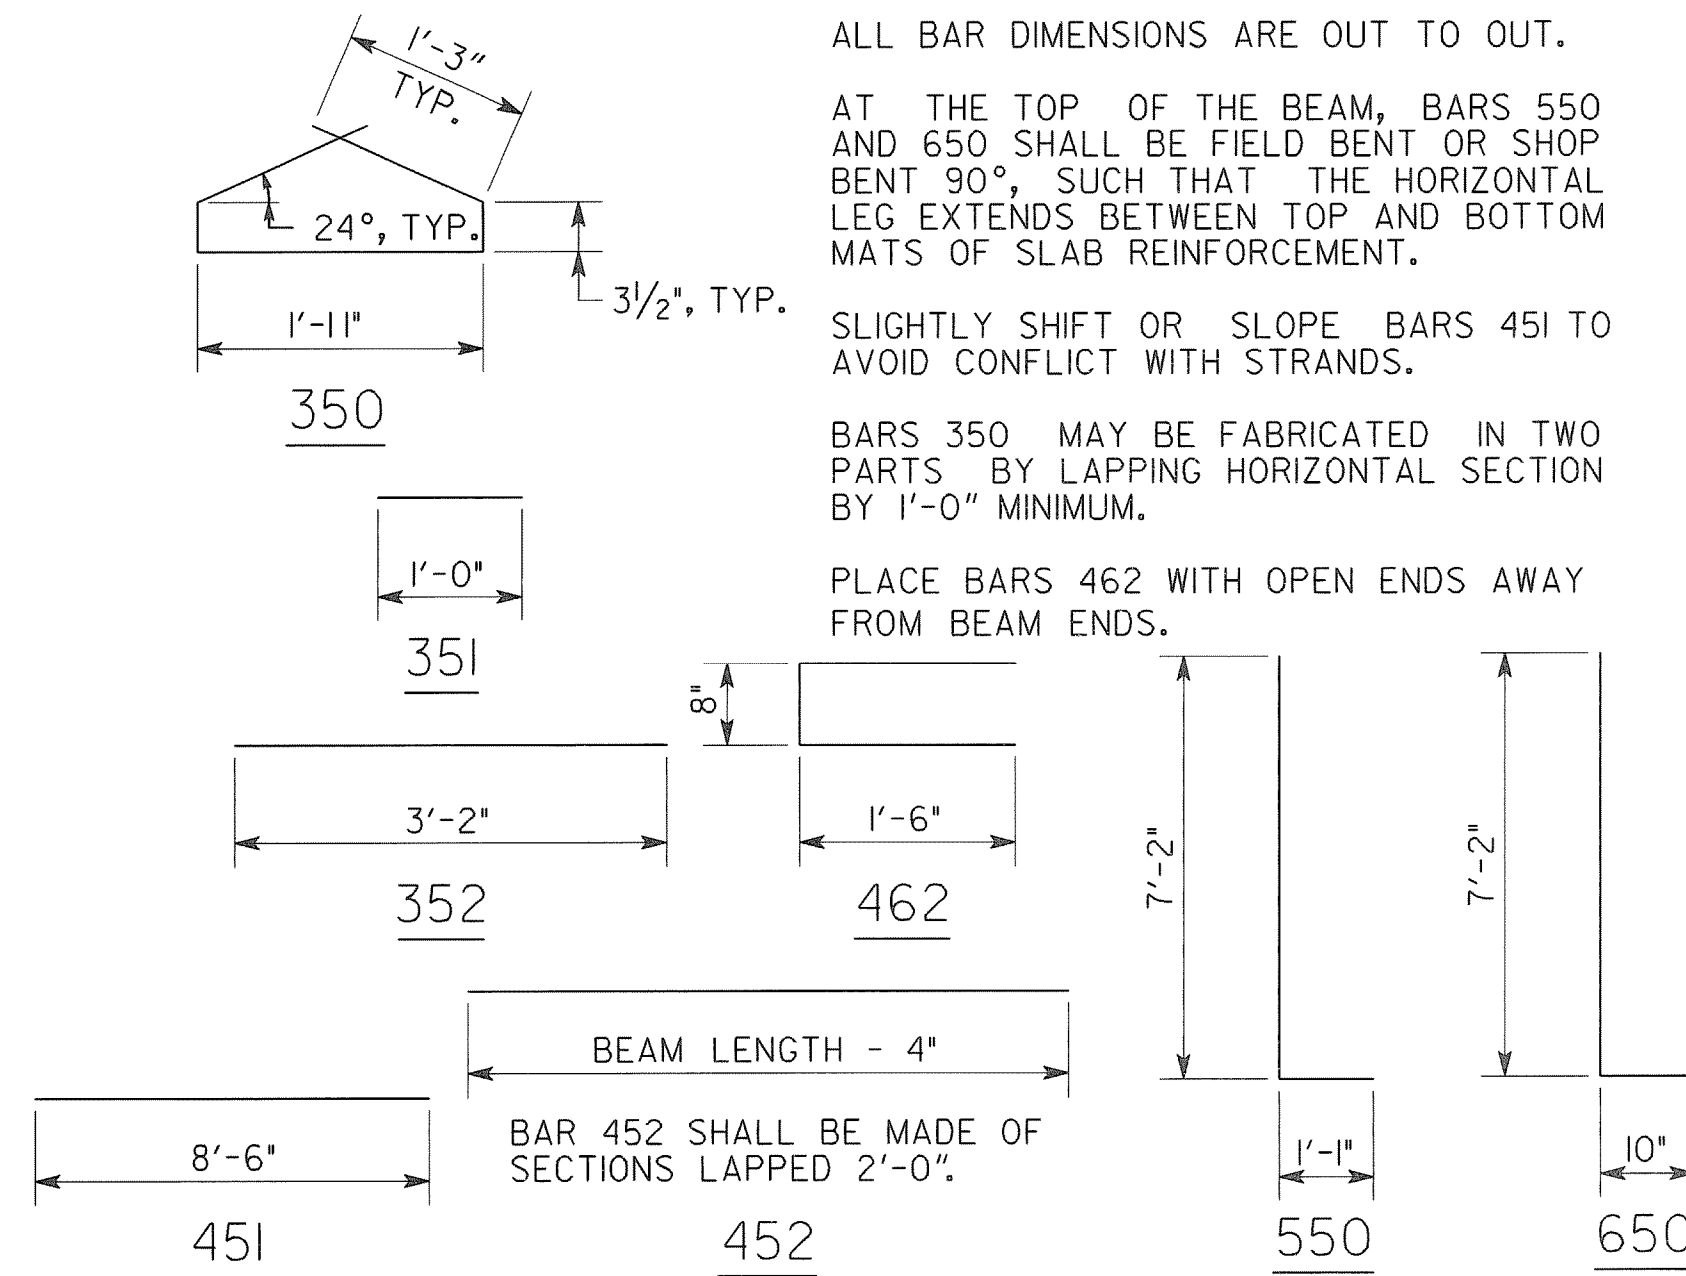 1'-3"
TYP.
24°, TYP.
3 1/2", TYP.
1'-11"
350
ALL BAR DIMENSIONS ARE OUT TO OUT.
AT THE TOP OF THE BEAM, BARS 550
AND 650 SHALL BE FIELD BENT OR SHOP
BENT 90°, SUCH THAT THE HORIZONTAL
LEG EXTENDS BETWEEN TOP AND BOTTOM
MATS OF SLAB REINFORCEMENT.
SLIGHTLY SHIFT OR SLOPE BARS 451 TO
AVOID CONFLICT WITH STRANDS.
BARS 350 MAY BE FABRICATED IN TWO
PARTS BY LAPPING HORIZONTAL SECTION
BY 1'-0" MINIMUM.
PLACE BARS 462 WITH OPEN ENDS AWAY
FROM BEAM ENDS.
1'-0"
351
3'-2"
352
8"
1'-6"
462
8'-6"
451
BEAM LENGTH - 4"
BAR 452 SHALL BE MADE OF
SECTIONS LAPPED 2'-0".
452
7'-2"
1'-1"
550
7'-2"
10"
650